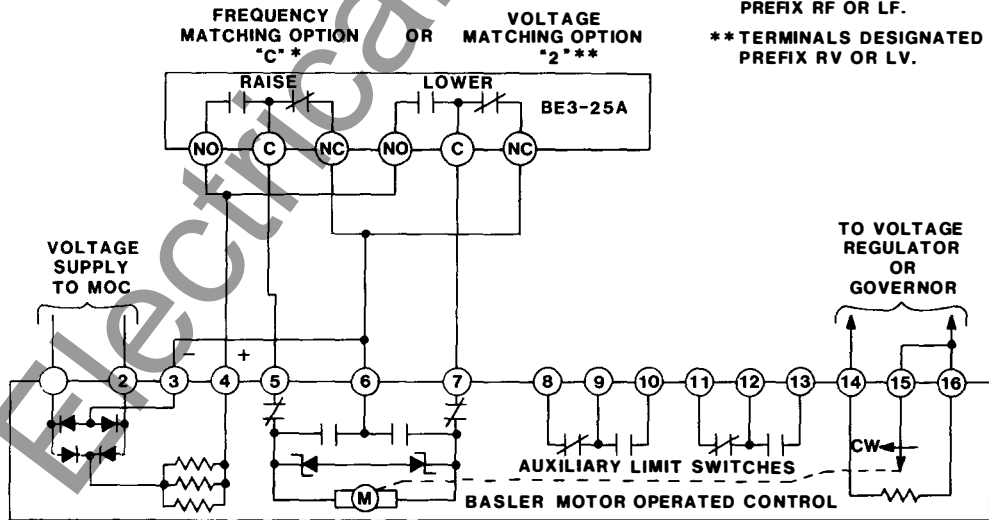 FREQUENCY
MATCHING OPTION
"C" *
OR
VOLTAGE
MATCHING OPTION
"2" **
PREFIX RF OR LF.
** TERMINALS DESIGNATED
PREFIX RV OR LV.
RAISE
LOWER
BE3-25A
NO C NC NO C NC
VOLTAGE
SUPPLY
TO MOC
TO VOLTAGE
REGULATOR
OR
GOVERNOR
- +
2 3 4 5 6 7 8 9 10 11 12 13 14 15 16
CW
AUXILIARY LIMIT SWITCHES
M
BASLER MOTOR OPERATED CONTROL
Electrical